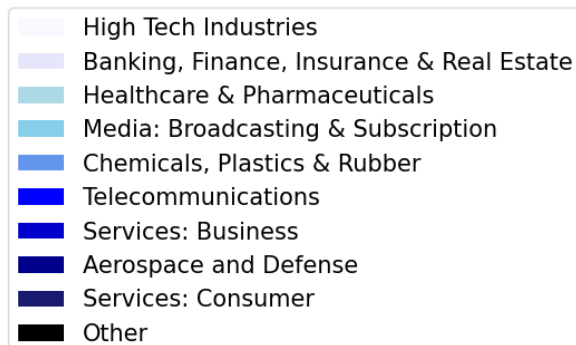 High Tech Industries
Banking, Finance, Insurance & Real Estate
Healthcare & Pharmaceuticals
Media: Broadcasting & Subscription
Chemicals, Plastics & Rubber
Telecommunications
Services: Business
Aerospace and Defense
Services: Consumer
Other